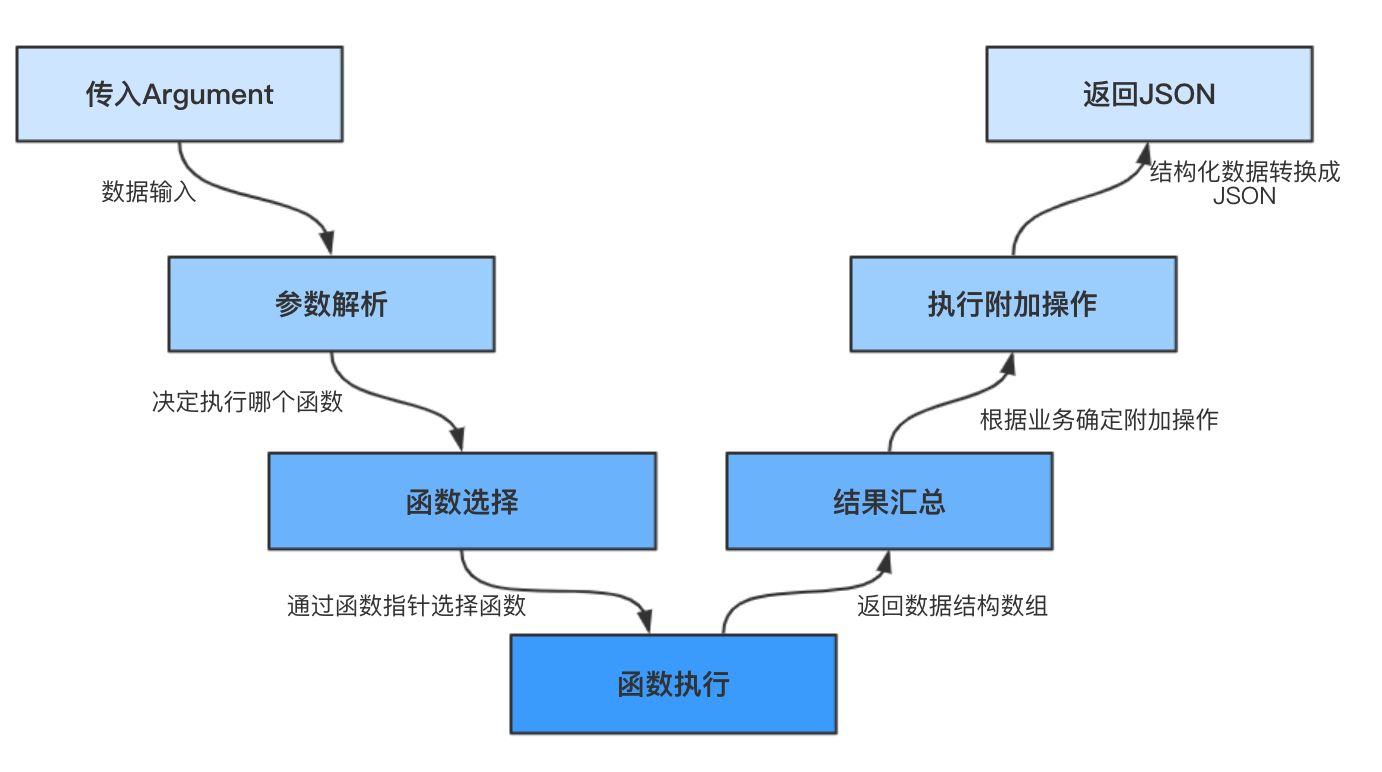 传入Argument
返回JSON
数据输入
结构化数据转换成
JSON
参数解析
执行附加操作
决定执行哪个函数
根据业务确定附加操作
函数选择
结果汇总
通过函数指针选择函数
返回数据结构数组
函数执行